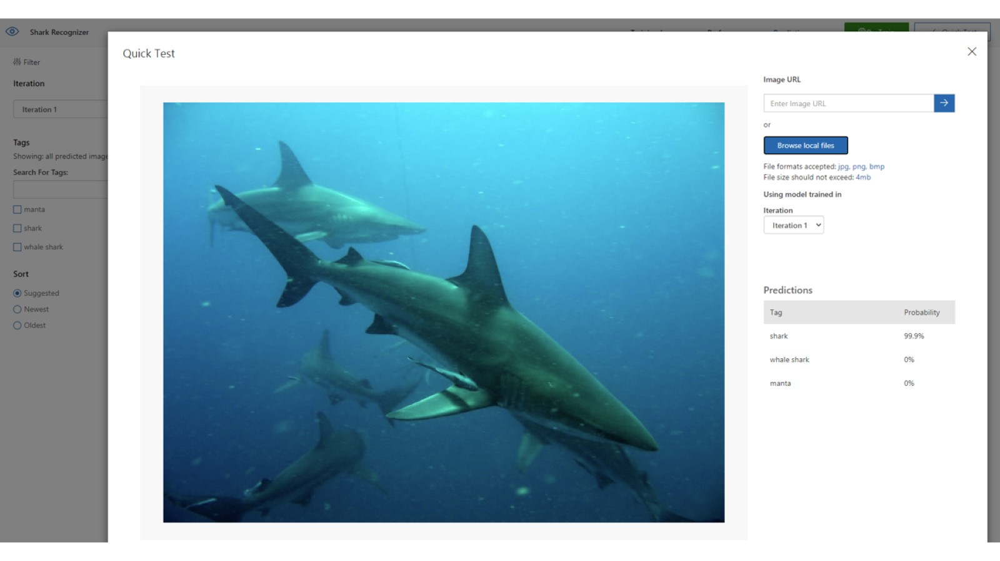 Shark Recognizer
Filter
Iteration
Iteration 1
Tags
Showing: all predicted image
Search For Tags:
manta
shark
whale shark
Sort
Suggested
Newest
Oldest
Quick Test
Image URL
Enter Image URL
or
Browse local files
File formats accepted: jpg, png, bmp
File size should not exceed: 4mb
Using model trained in
Iteration
Iteration 1
Predictions
Tag Probability
shark 99.9%
whale shark 0%
manta 0%